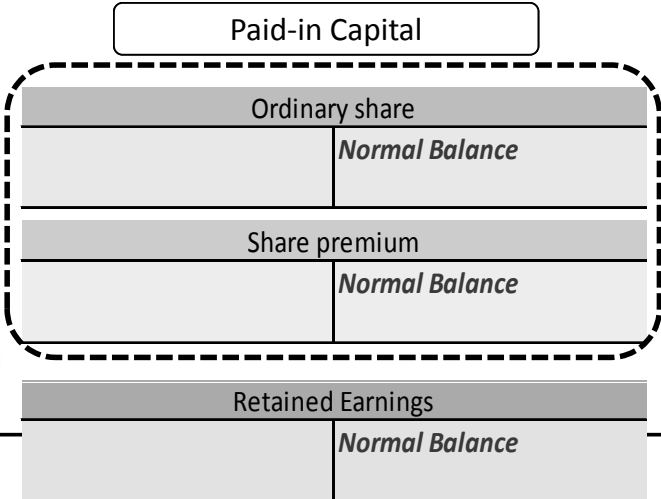 Paid-in Capital
Ordinary share
Normal Balance
Share premium
Normal Balance
Retained Earnings
Normal Balance